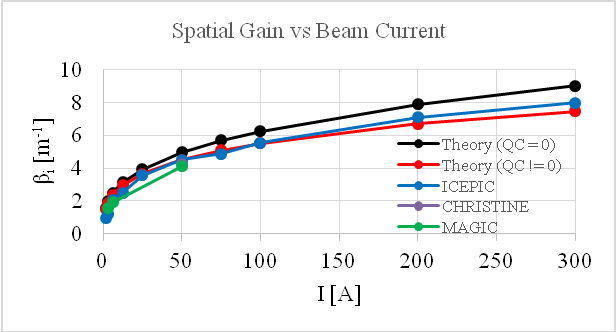 Spatial Gain vs Beam Current
10
8
6
4
2
0
βi [m-1]
0 50 100 150 200 250 300
I [A]
Theory (QC = 0)
Theory (QC != 0)
ICEPIC
CHRISTINE
MAGIC